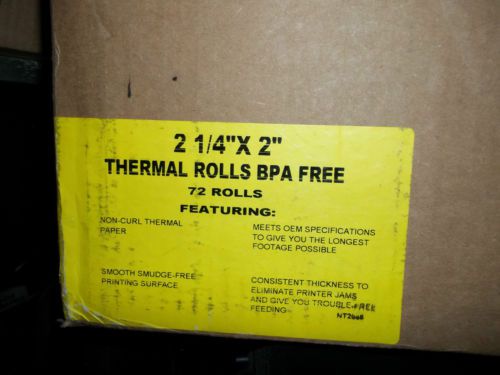 2 1/4"X 2"
THERMAL ROLLS BPA FREE
72 ROLLS
FEATURING:
NON-CURL THERMAL
PAPER
MEETS OEM SPECIFICATIONS
TO GIVE YOU THE LONGEST
FOOTAGE POSSIBLE
SMOOTH SMUDGE-FREE
PRINTING SURFACE
CONSISTENT THICKNESS TO
ELIMINATE PRINTER JAMS
AND GIVE YOU TROUBLE-FREE
FEEDING